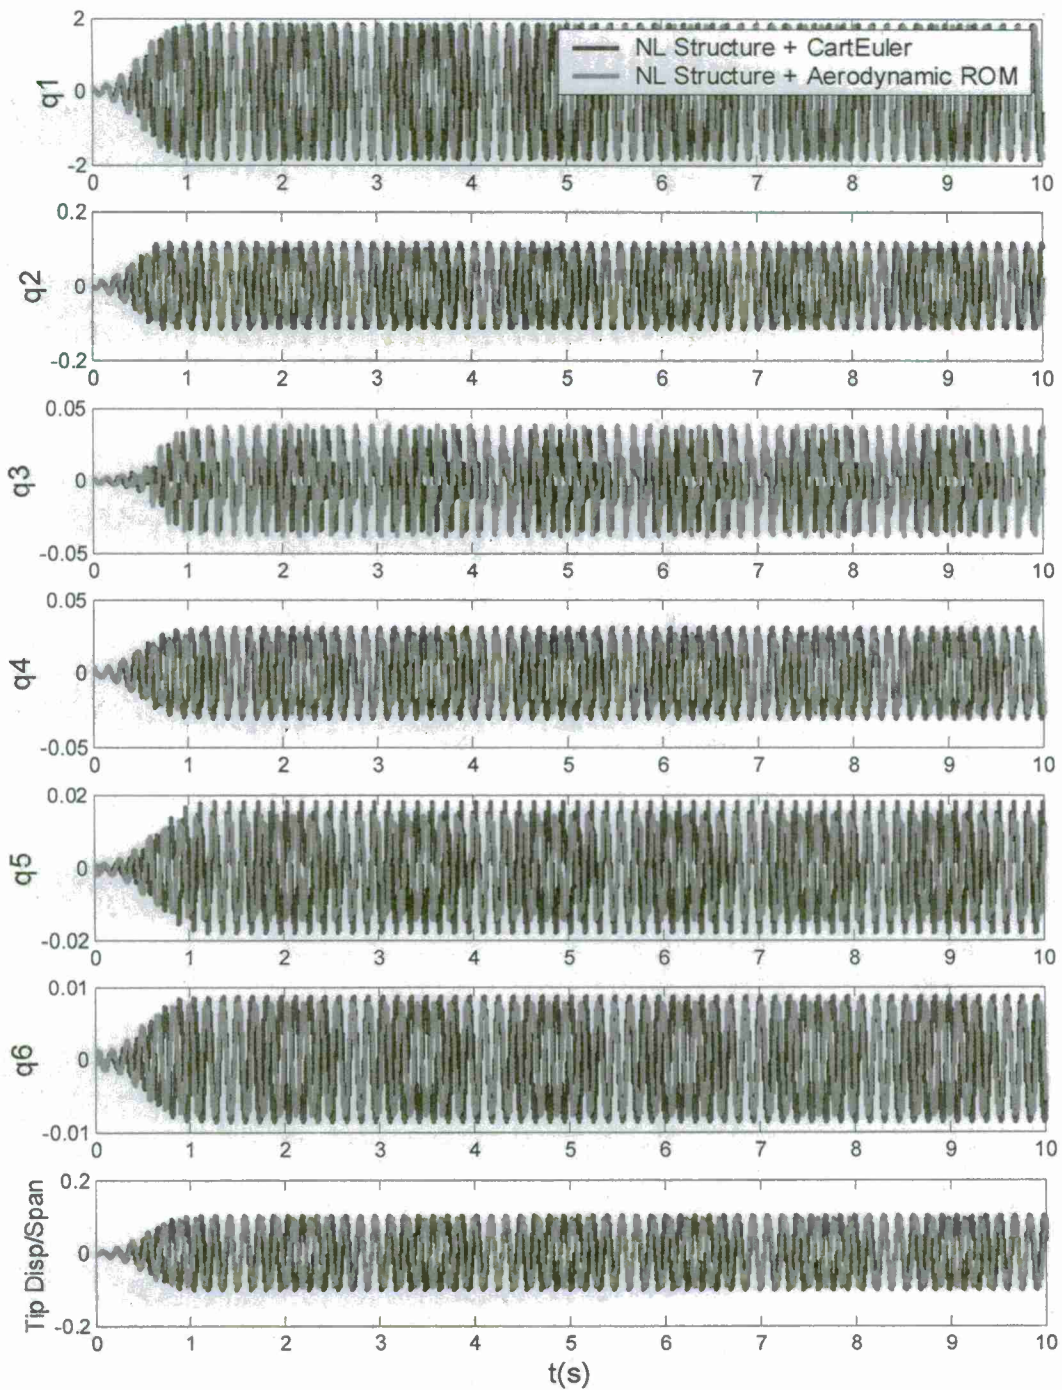 2
NL Structure + CartEuler
NL Structure + Aerodynamic ROM
q1
0
-2
0 1 2 3 4 5 6 7 8 9 10
0.2
q2
0
-0.2
0 1 2 3 4 5 6 7 8 9 10
0.05
q3
0
-0.05
0 1 2 3 4 5 6 7 8 9 10
0.05
q4
0
-0.05
0 1 2 3 4 5 6 7 8 9 10
0.02
q5
0
-0.02
0 1 2 3 4 5 6 7 8 9 10
0.01
q6
0
-0.01
0 1 2 3 4 5 6 7 8 9 10
0.2
Tip Disp/Span
0
-0.2
0 1 2 3 4 5 6 7 8 9 10
t(s)